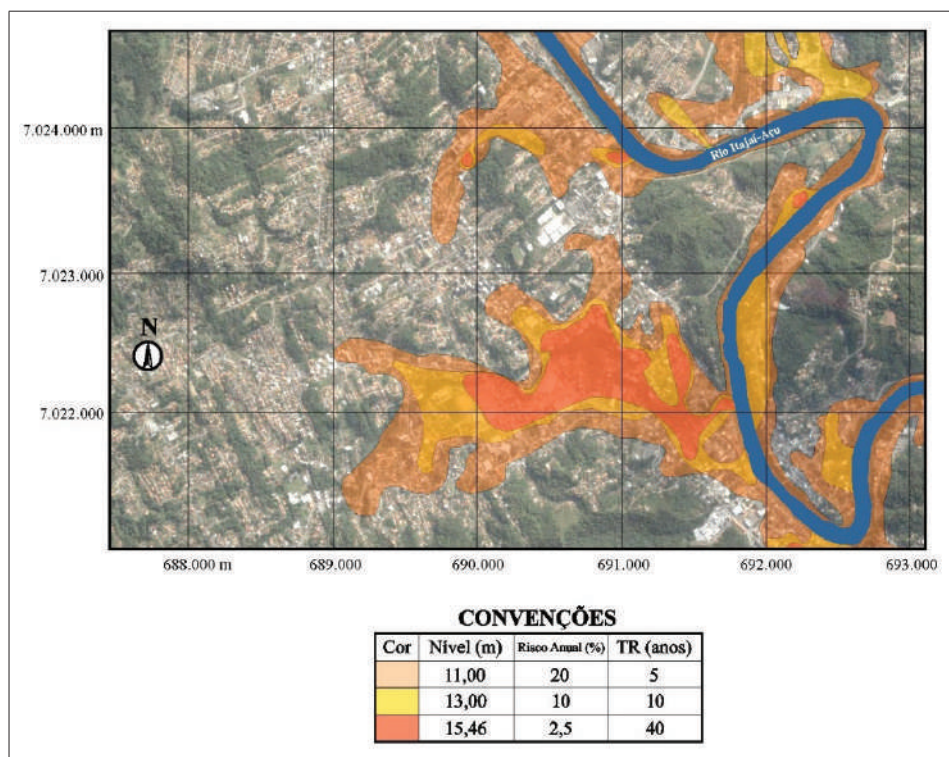 7.024.000 m
Rio Itajaí-Açu
7.023.000
N
7.022.000
688.000 m 689.000 690.000 691.000 692.000 693.000
CONVENÇÕES
Cor Nível (m) Risco Anual (%) TR (anos)
11,00 20 5
13,00 10 10
15,46 2,5 40